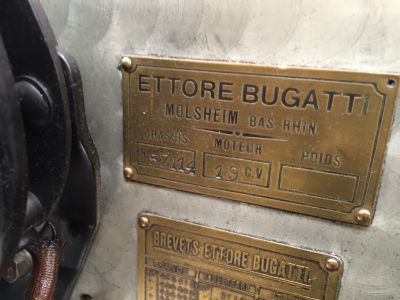 ETTORE BUGATTI
MOLSHEIM BAS-RHIN
CHASSIS MOTEUR POIDS
57114 19 C.V.
BREVETS ETTORE BUGATTI